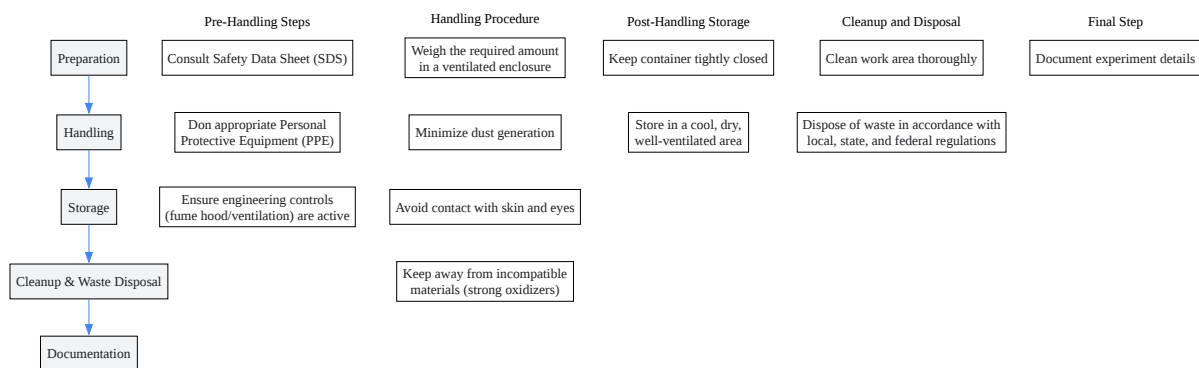 Pre-Handling Steps
Handling Procedure
Post-Handling Storage
Cleanup and Disposal
Final Step
Preparation
Consult Safety Data Sheet (SDS)
Weigh the required amount
in a ventilated enclosure
Keep container tightly closed
Clean work area thoroughly
Document experiment details
Handling
Don appropriate Personal
Protective Equipment (PPE)
Minimize dust generation
Store in a cool, dry,
well-ventilated area
Dispose of waste in accordance with
local, state, and federal regulations
Storage
Ensure engineering controls
(fume hood/ventilation) are active
Avoid contact with skin and eyes
Cleanup & Waste Disposal
Keep away from incompatible
materials (strong oxidizers)
Documentation